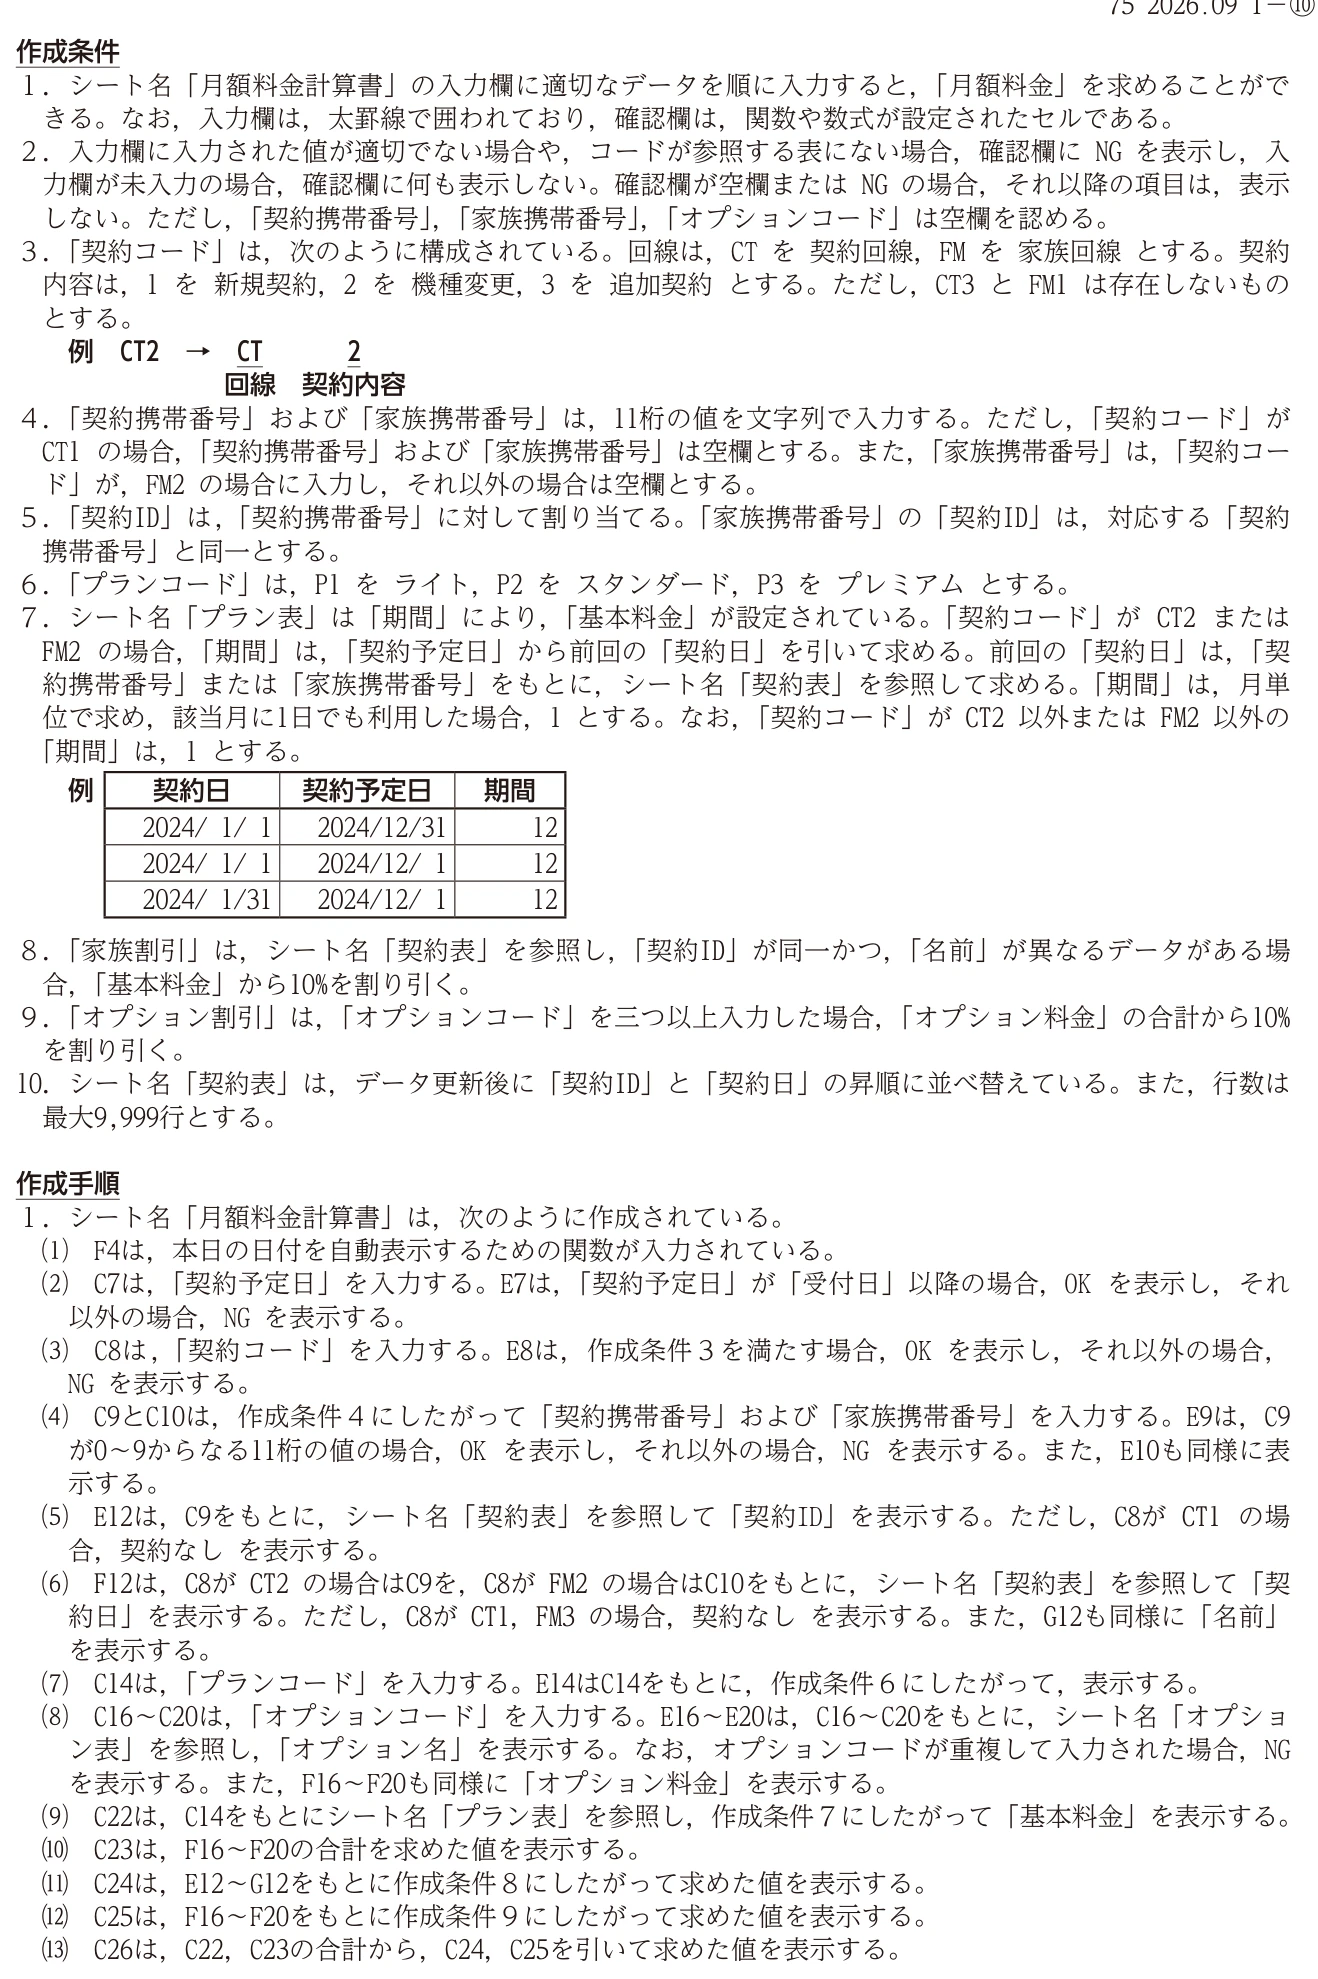 75 2026.09 1－⑩
作成条件
１．シート名「月額料金計算書」の入力欄に適切なデータを順に入力すると，「月額料金」を求めることがで
きる。なお，入力欄は，太罫線で囲われており，確認欄は，関数や数式が設定されたセルである。
２．入力欄に入力された値が適切でない場合や，コードが参照する表にない場合，確認欄に NG を表示し，入
力欄が未入力の場合，確認欄に何も表示しない。確認欄が空欄または NG の場合，それ以降の項目は，表示
しない。ただし，「契約携帯番号」，「家族携帯番号」，「オプションコード」は空欄を認める。
３．「契約コード」は，次のように構成されている。回線は，CT を 契約回線，FM を 家族回線 とする。契約
内容は，1 を 新規契約，2 を 機種変更，3 を 追加契約 とする。ただし，CT3 と FM1 は存在しないもの
とする。
例 CT2 → CT 2
回線 契約内容
４．「契約携帯番号」および「家族携帯番号」は，11桁の値を文字列で入力する。ただし，「契約コード」が
CT1 の場合，「契約携帯番号」および「家族携帯番号」は空欄とする。また，「家族携帯番号」は，「契約コー
ド」が，FM2 の場合に入力し，それ以外の場合は空欄とする。
５．「契約ID」は，「契約携帯番号」に対して割り当てる。「家族携帯番号」の「契約ID」は，対応する「契約
携帯番号」と同一とする。
６．「プランコード」は，P1 を ライト，P2 を スタンダード，P3 を プレミアム とする。
７．シート名「プラン表」は「期間」により，「基本料金」が設定されている。「契約コード」が CT2 または
FM2 の場合，「期間」は，「契約予定日」から前回の「契約日」を引いて求める。前回の「契約日」は，「契
約携帯番号」または「家族携帯番号」をもとに，シート名「契約表」を参照して求める。「期間」は，月単
位で求め，該当月に1日でも利用した場合，1 とする。なお，「契約コード」が CT2 以外または FM2 以外の
「期間」は，1 とする。
例 契約日 契約予定日 期間
2024/ 1/ 1 2024/12/31 12
2024/ 1/ 1 2024/12/ 1 12
2024/ 1/31 2024/12/ 1 12
８．「家族割引」は，シート名「契約表」を参照し，「契約ID」が同一かつ，「名前」が異なるデータがある場
合，「基本料金」から10%を割り引く。
９．「オプション割引」は，「オプションコード」を三つ以上入力した場合，「オプション料金」の合計から10%
を割り引く。
10．シート名「契約表」は，データ更新後に「契約ID」と「契約日」の昇順に並べ替えている。また，行数は
最大9,999行とする。
作成手順
１．シート名「月額料金計算書」は，次のように作成されている。
⑴ F4は，本日の日付を自動表示するための関数が入力されている。
⑵ C7は，「契約予定日」を入力する。E7は，「契約予定日」が「受付日」以降の場合，OK を表示し，それ
以外の場合，NG を表示する。
⑶ C8は，「契約コード」を入力する。E8は，作成条件３を満たす場合，OK を表示し，それ以外の場合，
NG を表示する。
⑷ C9とC10は，作成条件４にしたがって「契約携帯番号」および「家族携帯番号」を入力する。E9は，C9
が0～9からなる11桁の値の場合，OK を表示し，それ以外の場合，NG を表示する。また，E10も同様に表
示する。
⑸ E12は，C9をもとに，シート名「契約表」を参照して「契約ID」を表示する。ただし，C8が CT1 の場
合，契約なし を表示する。
⑹ F12は，C8が CT2 の場合はC9を，C8が FM2 の場合はC10をもとに，シート名「契約表」を参照して「契
約日」を表示する。ただし，C8が CT1，FM3 の場合，契約なし を表示する。また，G12も同様に「名前」
を表示する。
⑺ C14は，「プランコード」を入力する。E14はC14をもとに，作成条件６にしたがって，表示する。
⑻ C16～C20は，「オプションコード」を入力する。E16～E20は，C16～C20をもとに，シート名「オプショ
ン表」を参照し，「オプション名」を表示する。なお，オプションコードが重複して入力された場合，NG
を表示する。また，F16～F20も同様に「オプション料金」を表示する。
⑼ C22は，C14をもとにシート名「プラン表」を参照し，作成条件７にしたがって「基本料金」を表示する。
⑽ C23は，F16～F20の合計を求めた値を表示する。
⑾ C24は，E12～G12をもとに作成条件８にしたがって求めた値を表示する。
⑿ C25は，F16～F20をもとに作成条件９にしたがって求めた値を表示する。
⒀ C26は，C22，C23の合計から，C24，C25を引いて求めた値を表示する。